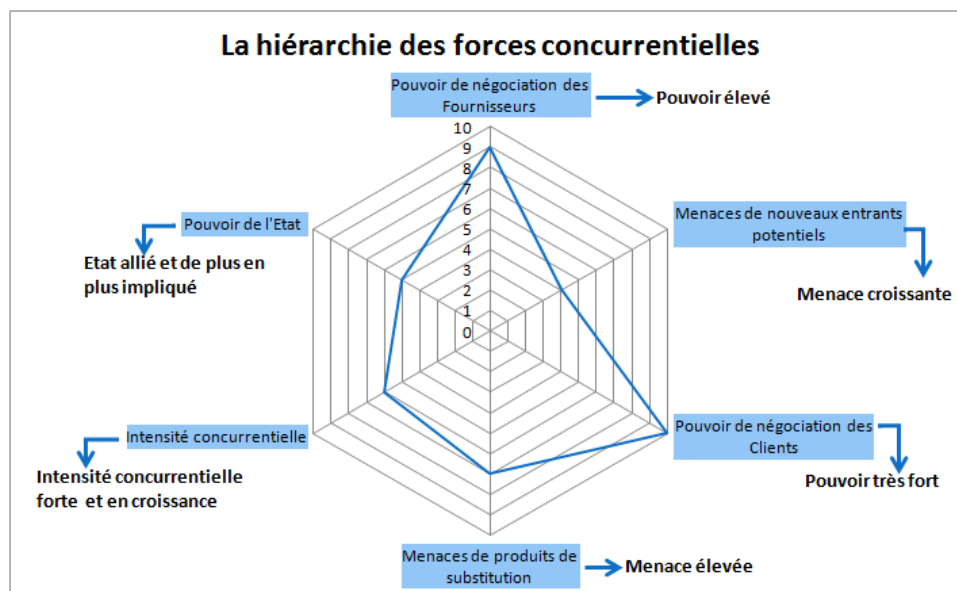 La hiérarchie des forces concurrentielles
Pouvoir de négociation des
Fournisseurs
Pouvoir élevé
10
9
8
7
6
5
4
3
2
1
0
Menaces de nouveaux entrants
potentiels
Menace croissante
Pouvoir de négociation des
Clients
Pouvoir très fort
Menaces de produits de
substitution
Menace élevée
Intensité concurrentielle
Intensité concurrentielle
forte et en croissance
Pouvoir de l'Etat
Etat allié et de plus en
plus impliqué